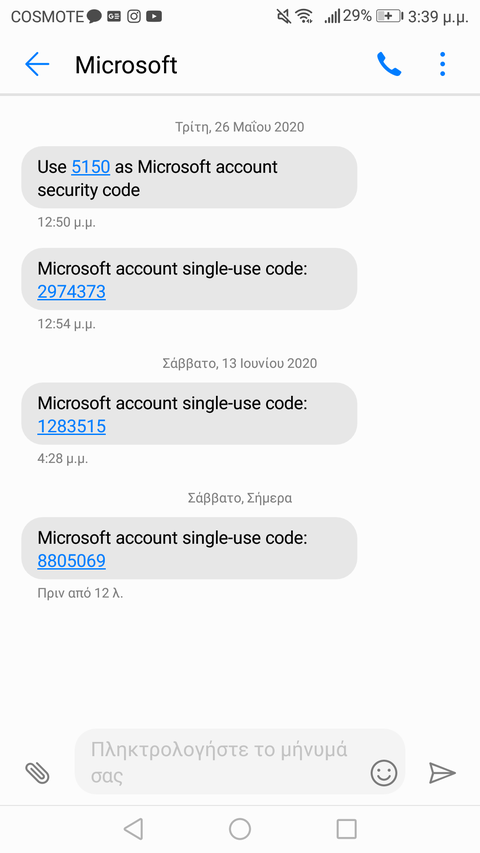 COSMOTE 29% 3:39 μ.μ.
Microsoft
Τρίτη, 26 Μαΐου 2020
Use 5150 as Microsoft account
security code
12:50 μ.μ.
Microsoft account single-use code:
2974373
12:54 μ.μ.
Σάββατο, 13 Ιουνίου 2020
Microsoft account single-use code:
1283515
4:28 μ.μ.
Σάββατο, Σήμερα
Microsoft account single-use code:
8805069
Πριν από 12 λ.
Πληκτρολογήστε το μήνυμά
σας